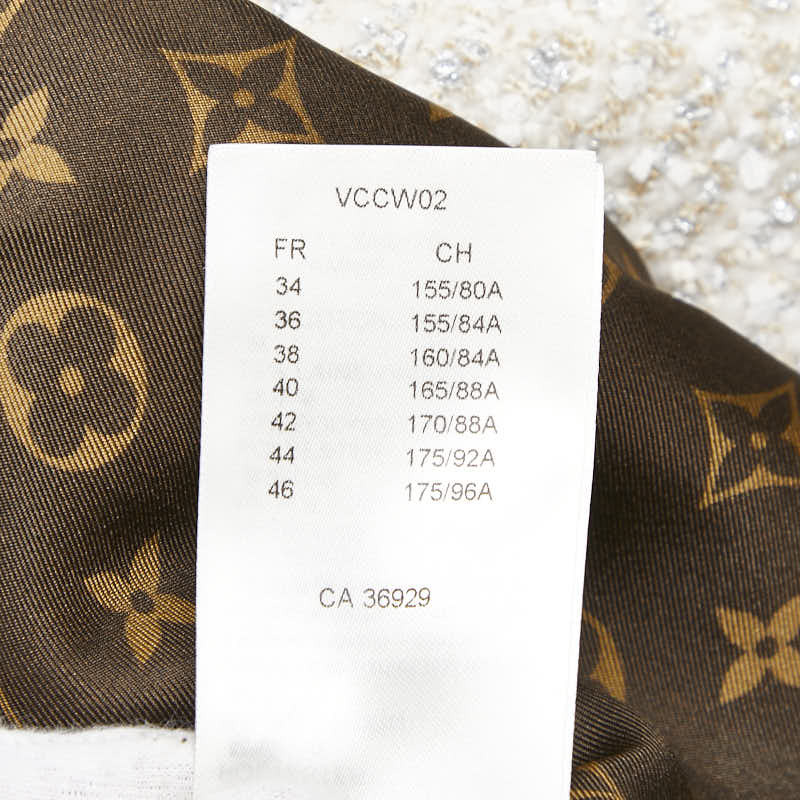 VCCW02
FR CH
34 155/80A
36 155/84A
38 160/84A
40 165/88A
42 170/88A
44 175/92A
46 175/96A
CA 36929